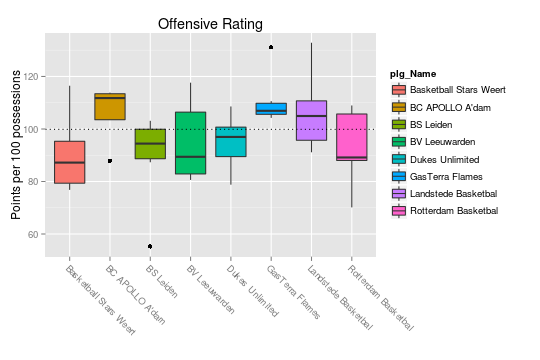 Offensive Rating
Points per 100 possessions
120
100
80
60
Basketball Stars Weert
BC APOLLO A'dam
BS Leiden
BV Leeuwarden
Dukes Unlimited
GasTerra Flames
Landstede Basketbal
Rotterdam Basketbal
plg_Name
Basketball Stars Weert
BC APOLLO A'dam
BS Leiden
BV Leeuwarden
Dukes Unlimited
GasTerra Flames
Landstede Basketbal
Rotterdam Basketbal